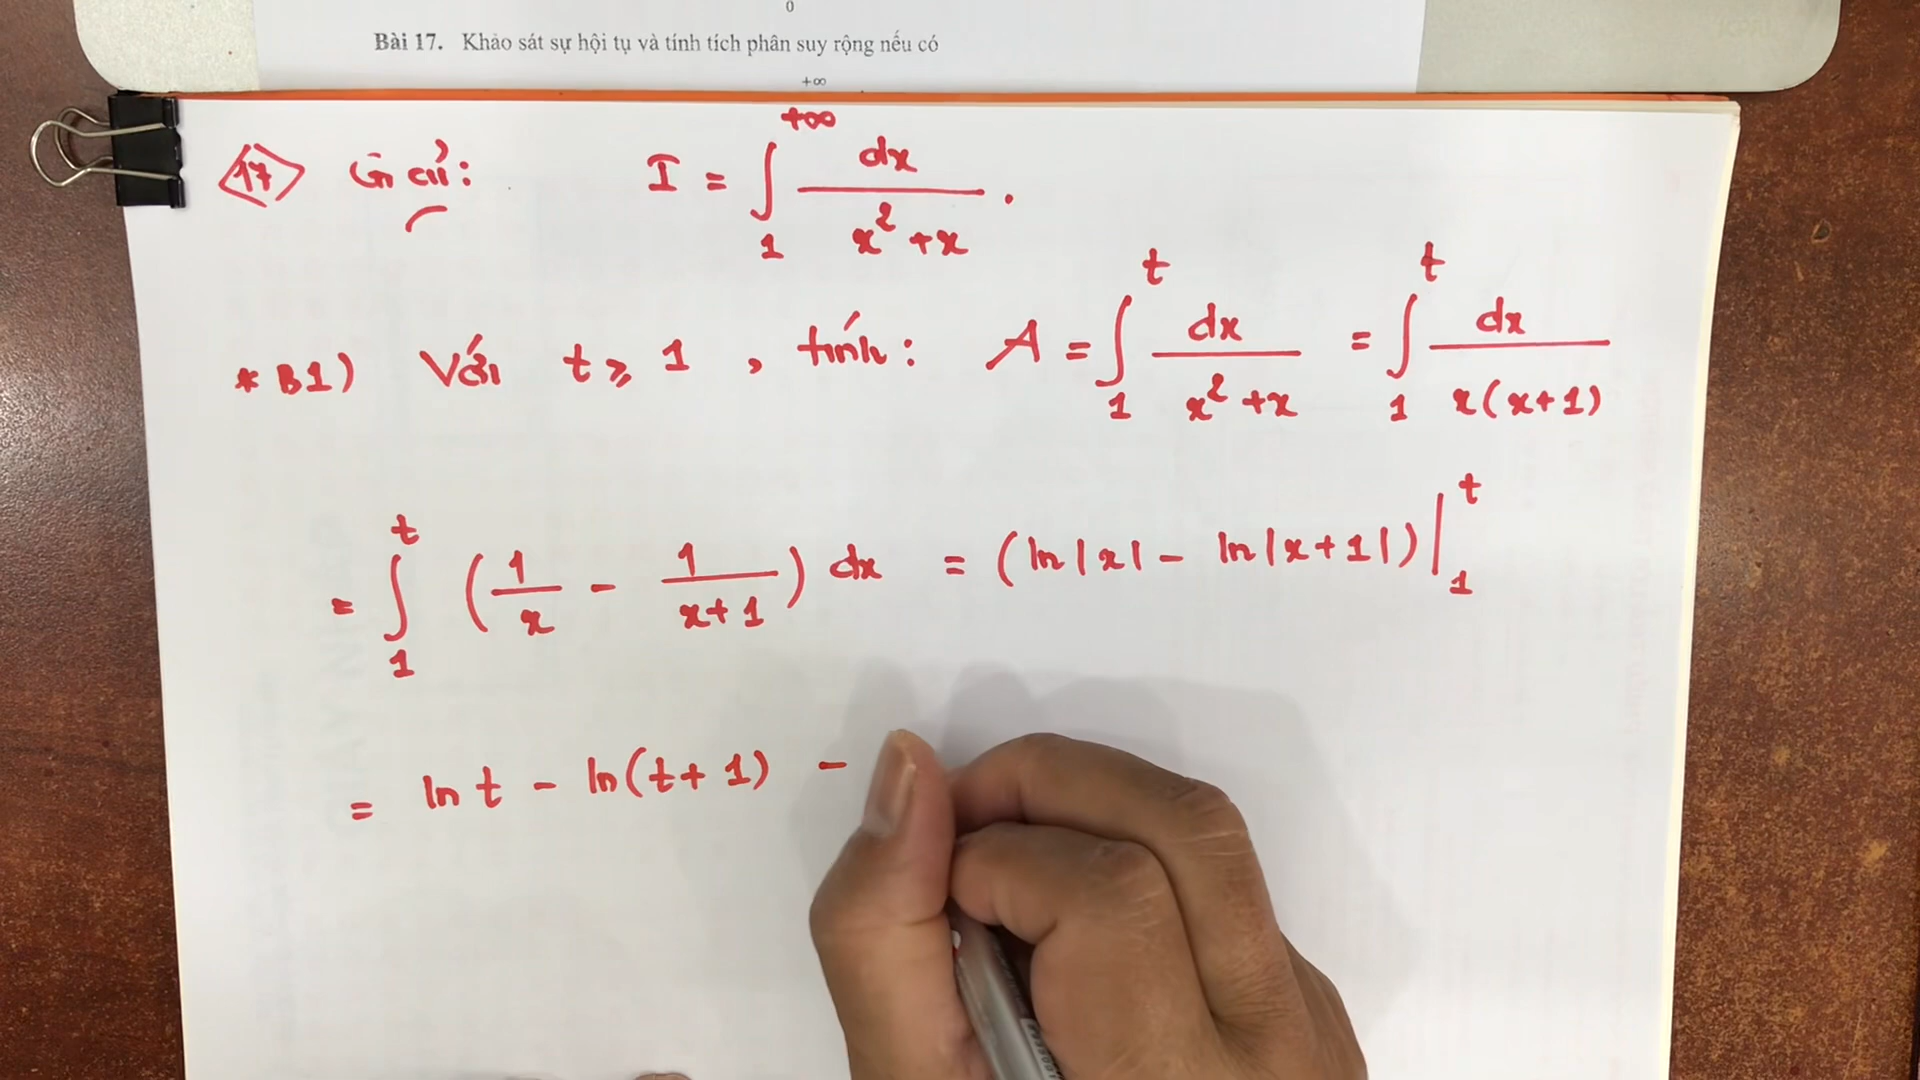 0
Bài 17. Khảo sát sự hội tụ và tính tích phân suy rộng nếu có
+∞
17 Giải: I = ∫₁^{+∞} dx / (x² + x) .
* B1) Với t ⩾ 1 , tính: A = ∫₁^t dx / (x² + x) = ∫₁^t dx / (x(x+1))
= ∫₁^t (1/x - 1/(x+1)) dx = (ln|x| - ln|x+1|)|₁^t
= ln t - ln(t+1) -